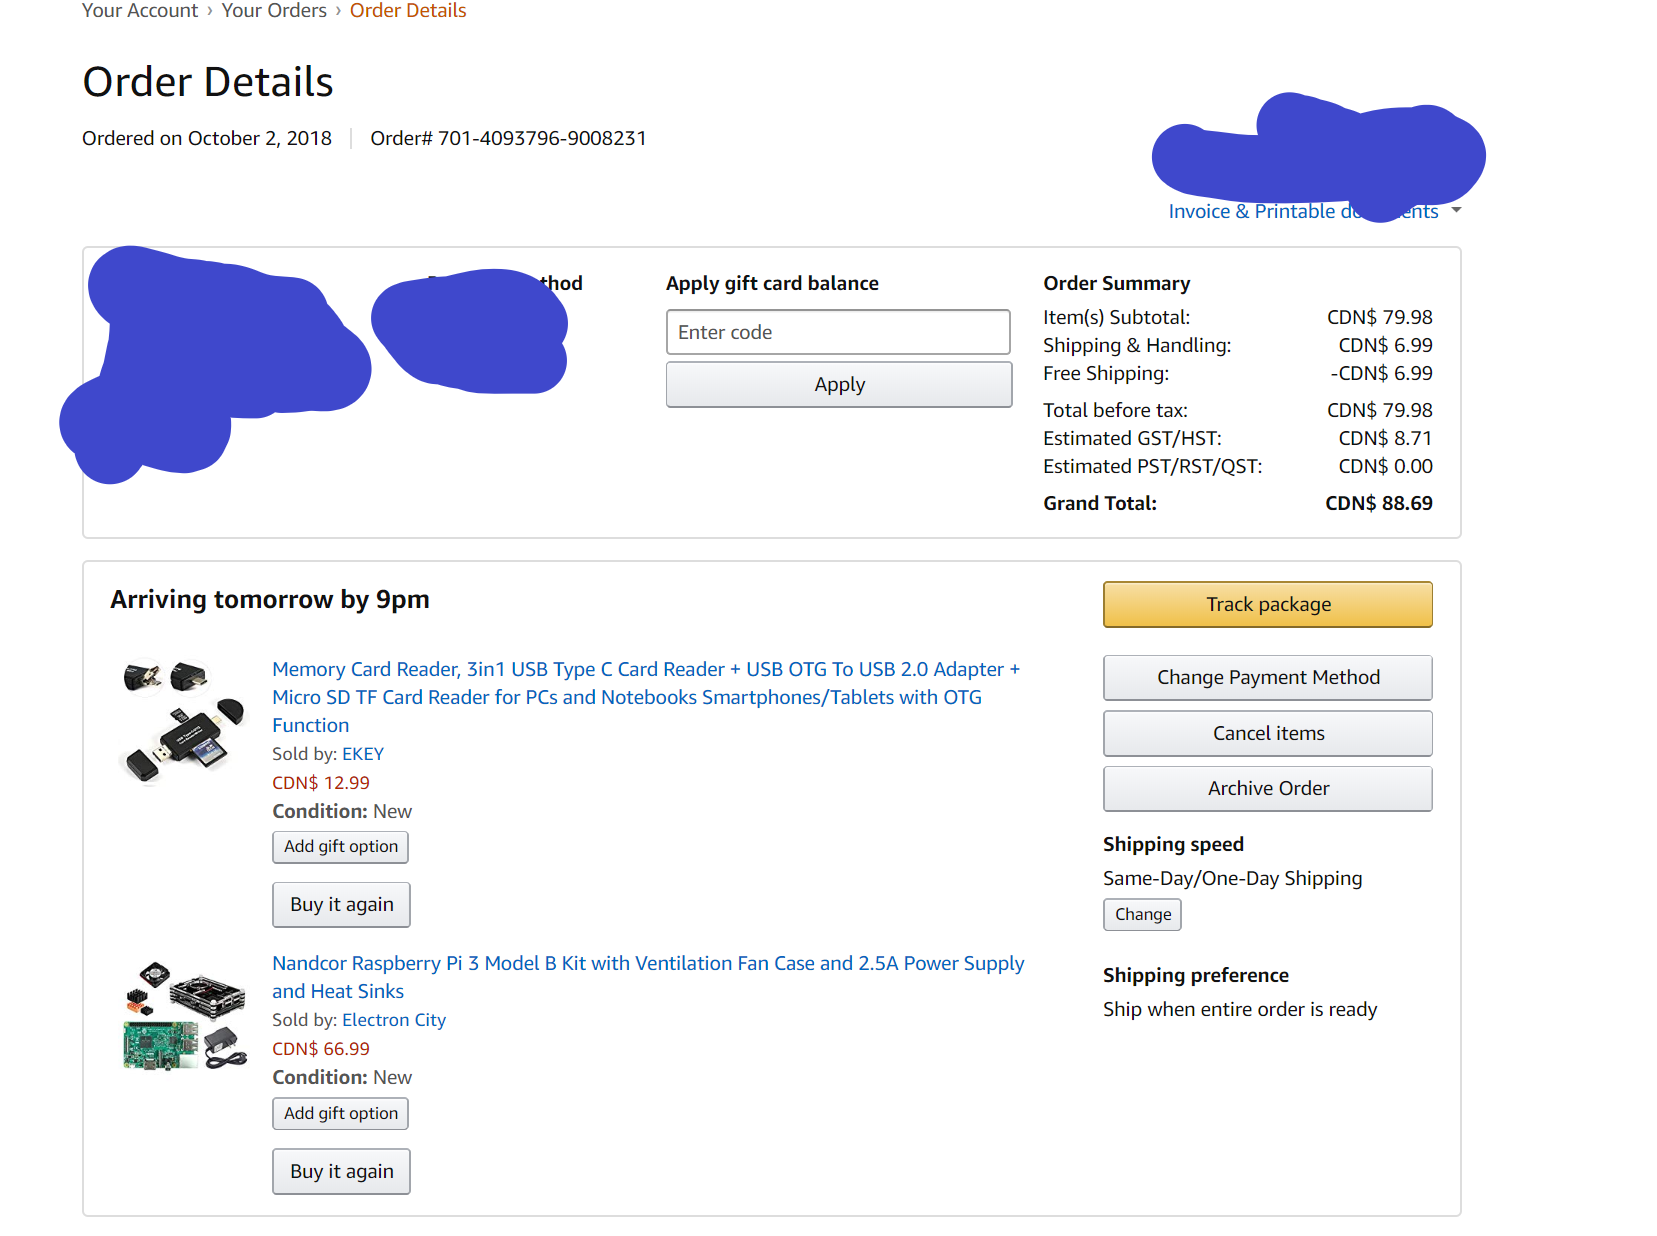 Your Account › Your Orders › Order Details
Order Details
Ordered on October 2, 2018 | Order# 701-4093796-9008231
Invoice & Printable
Apply gift card balance
Enter code
Apply
Order Summary
Item(s) Subtotal: CDN$ 79.98
Shipping & Handling: CDN$ 6.99
Free Shipping: -CDN$ 6.99
Total before tax: CDN$ 79.98
Estimated GST/HST: CDN$ 8.71
Estimated PST/RST/QST: CDN$ 0.00
Grand Total: CDN$ 88.69
Arriving tomorrow by 9pm
Memory Card Reader, 3in1 USB Type C Card Reader + USB OTG To USB 2.0 Adapter +
Micro SD TF Card Reader for PCs and Notebooks Smartphones/Tablets with OTG
Function
Sold by: EKEY
CDN$ 12.99
Condition: New
Add gift option
Buy it again
Nandcor Raspberry Pi 3 Model B Kit with Ventilation Fan Case and 2.5A Power Supply
and Heat Sinks
Sold by: Electron City
CDN$ 66.99
Condition: New
Add gift option
Buy it again
Track package
Change Payment Method
Cancel items
Archive Order
Shipping speed
Same-Day/One-Day Shipping
Change
Shipping preference
Ship when entire order is ready